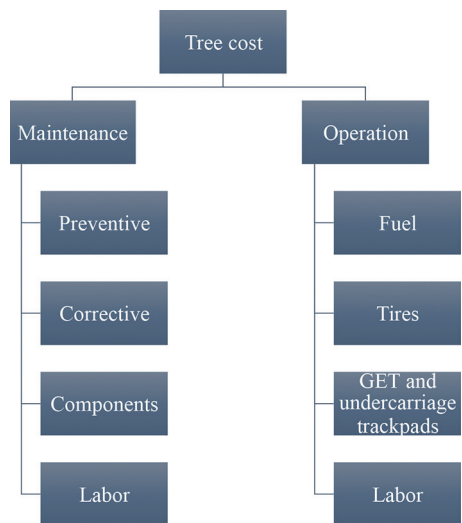 Tree cost
Maintenance
Operation
Preventive
Fuel
Corrective
Tires
Components
GET and
undercarriage
trackpads
Labor
Labor